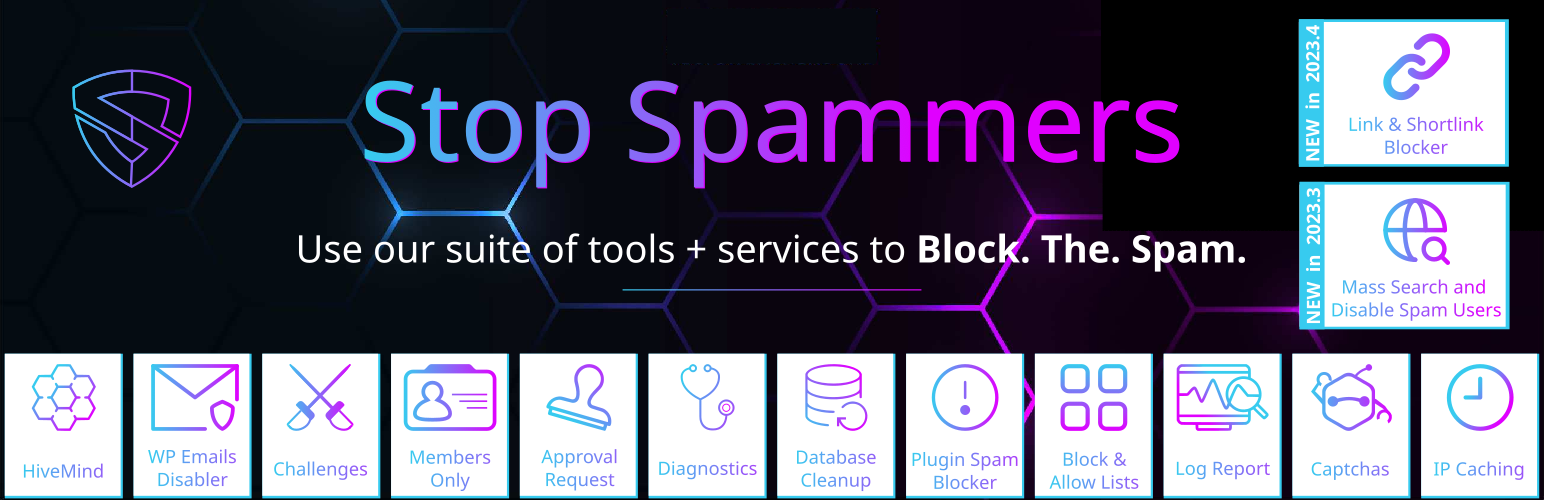 Stop Spammers
Use our suite of tools + services to Block. The. Spam.
NEW in 2023.4
Link & Shortlink
Blocker
NEW in 2023.3
Mass Search and
Disable Spam Users
HiveMind
WP Emails
Disabler
Challenges
Members
Only
Approval
Request
Diagnostics
Database
Cleanup
Plugin Spam
Blocker
Block &
Allow Lists
Log Report
Captchas
IP Caching